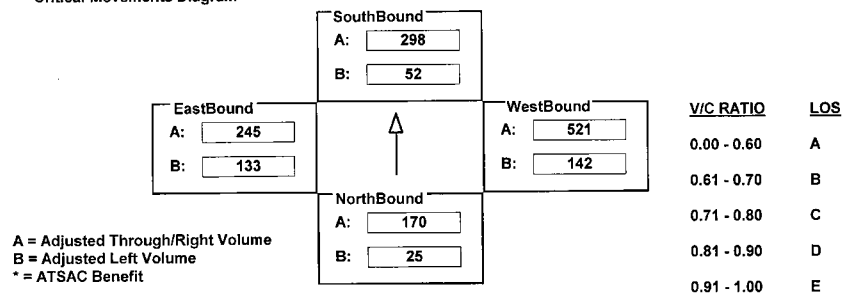 Critical Movements Diagram
SouthBound
A: 298
B: 52
EastBound
A: 245
B: 133
WestBound
A: 521
B: 142
NorthBound
A: 170
B: 25
A = Adjusted Through/Right Volume
B = Adjusted Left Volume
* = ATSAC Benefit
V/C RATIO LOS
0.00 - 0.60 A
0.61 - 0.70 B
0.71 - 0.80 C
0.81 - 0.90 D
0.91 - 1.00 E